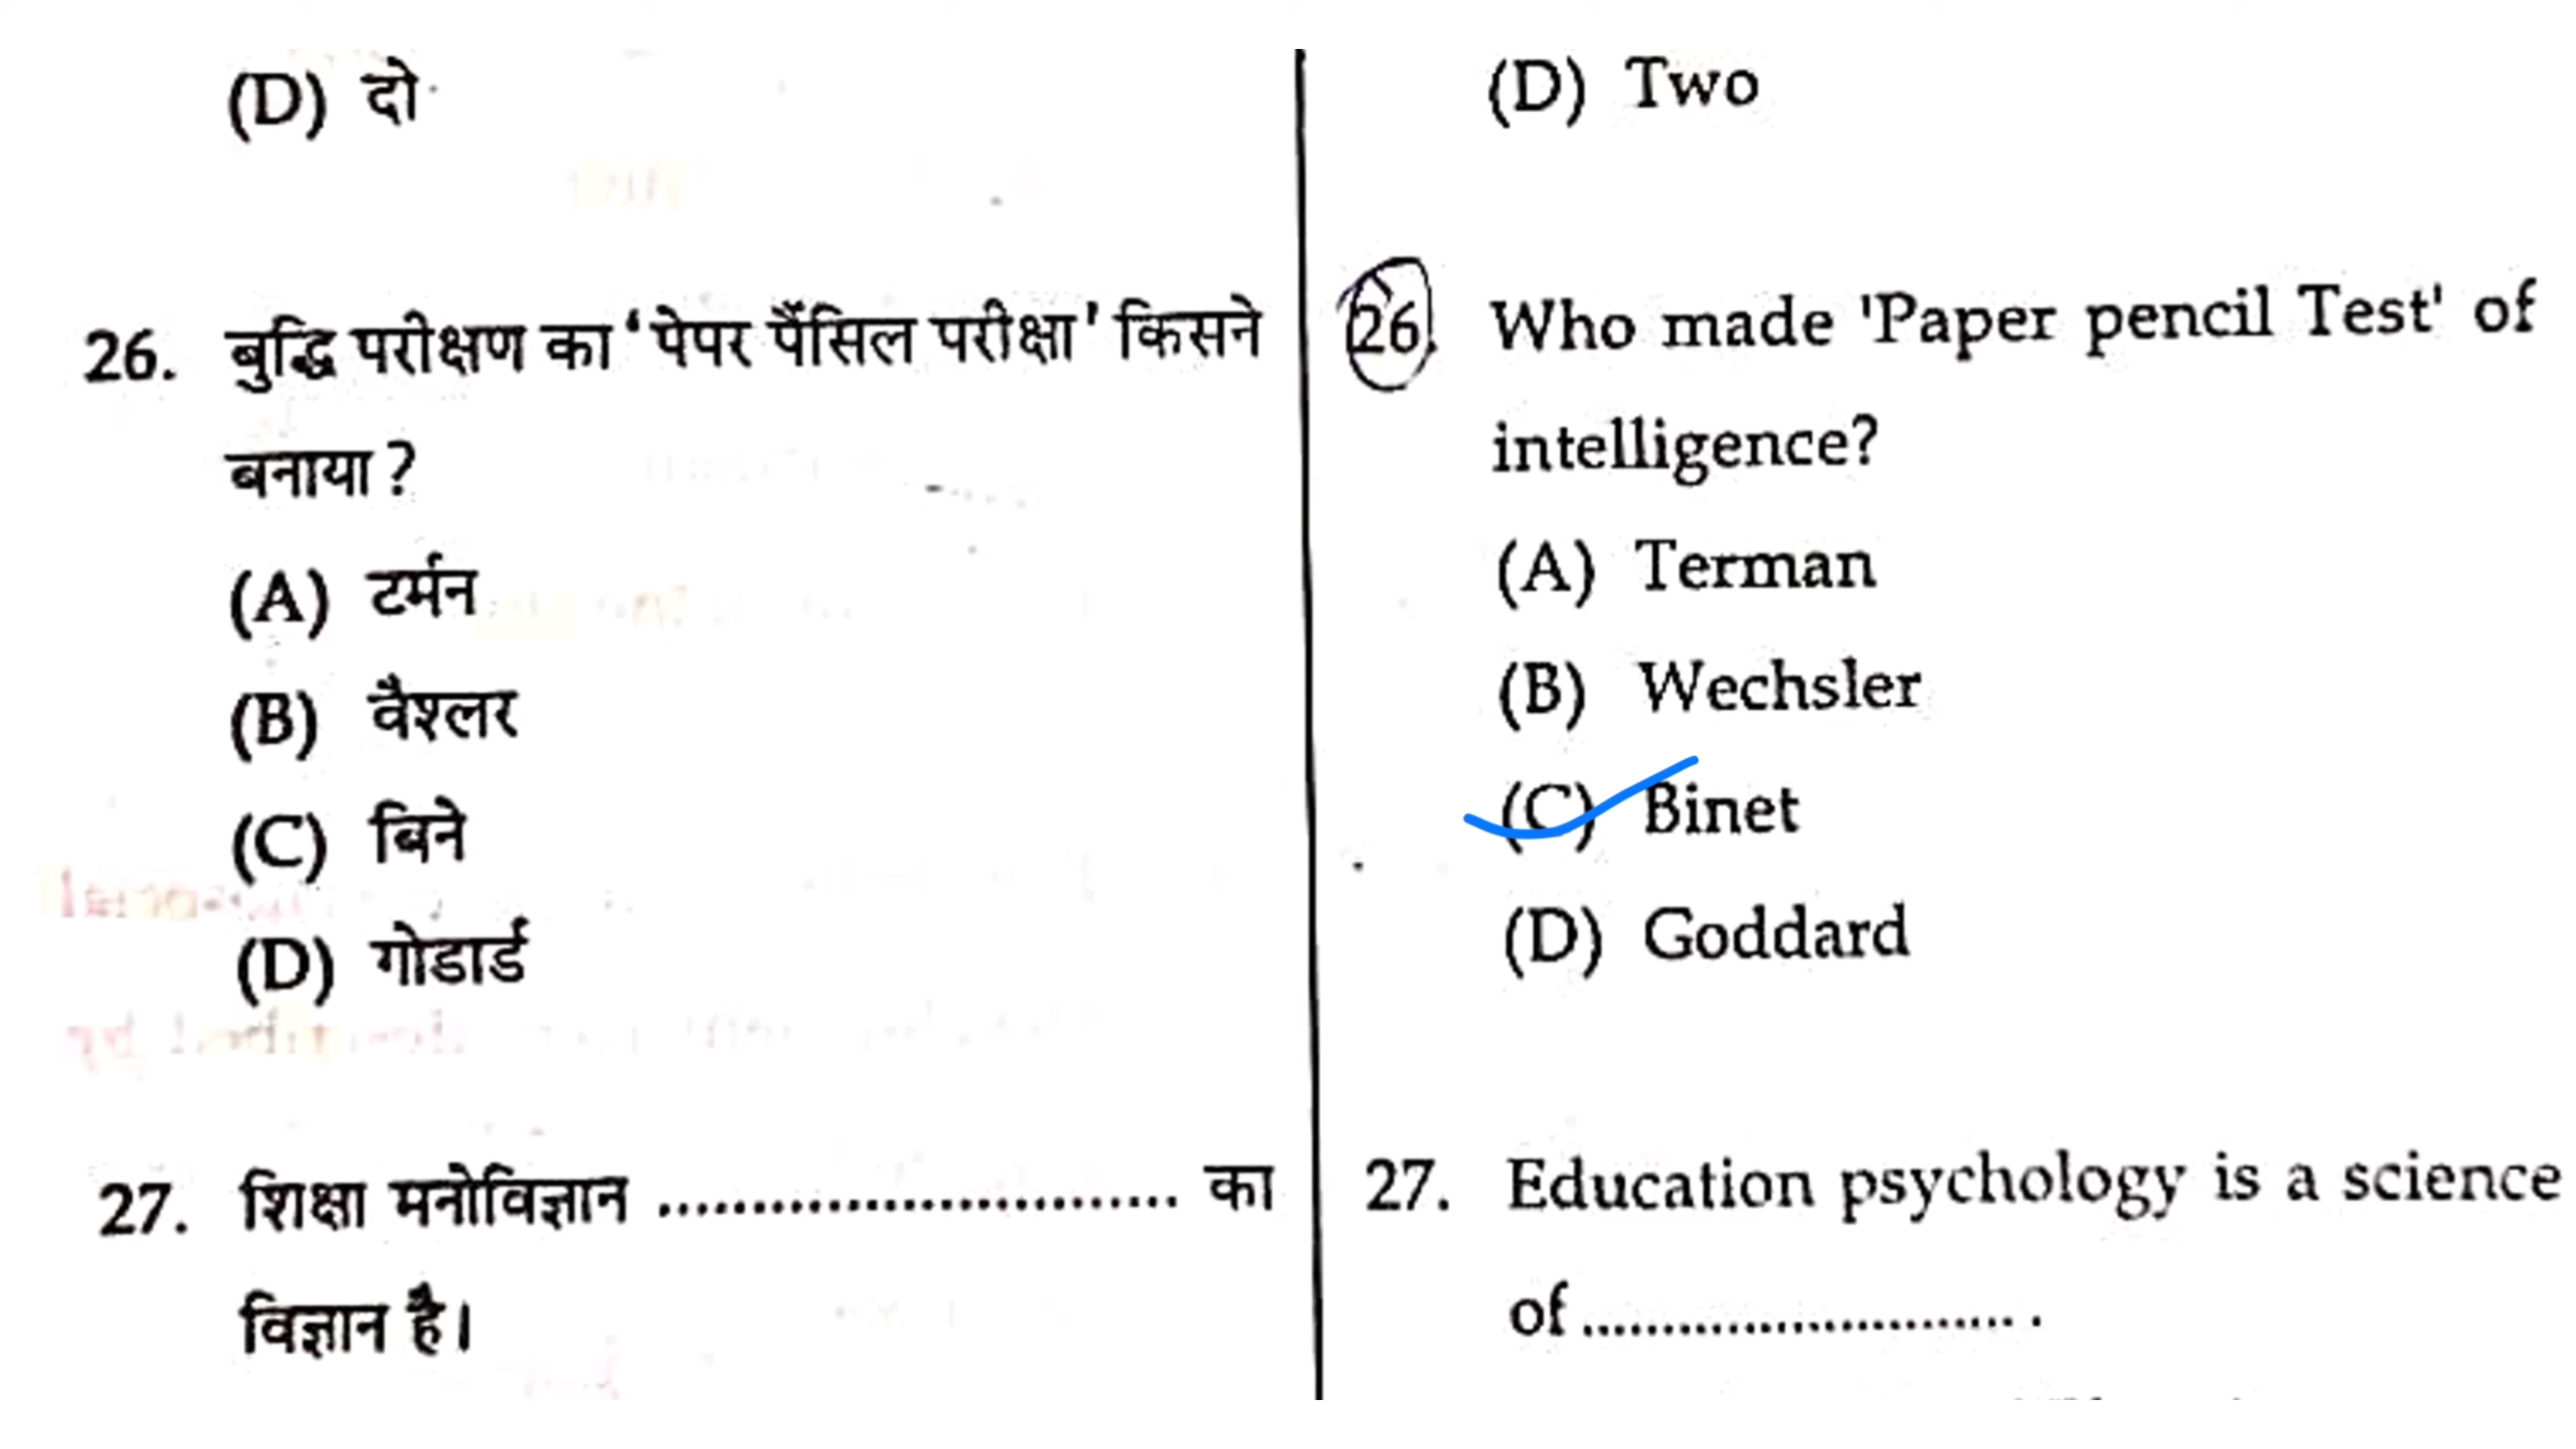 (D) दो
26. बुद्धि परीक्षण का 'पेपर पैंसिल परीक्षा' किसने
बनाया?
(A) टर्मन
(B) वैश्लर
(C) बिने
(D) गोडार्ड
27. शिक्षा मनोविज्ञान ............................ का
विज्ञान है।
(D) Two
26. Who made 'Paper pencil Test' of
intelligence?
(A) Terman
(B) Wechsler
(C) Binet
(D) Goddard
27. Education psychology is a science
of ............................ .